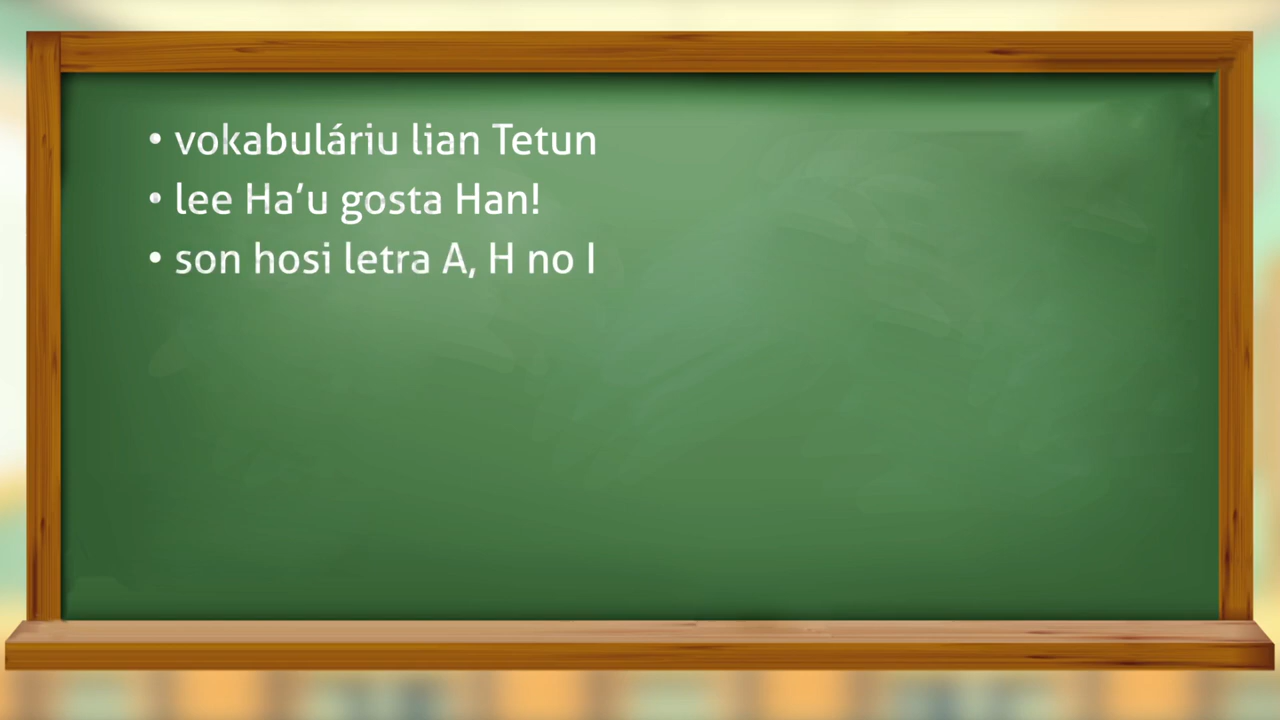 • vokabuláriu lian Tetun
• lee Ha’u gosta Han!
• son hosi letra A, H no I